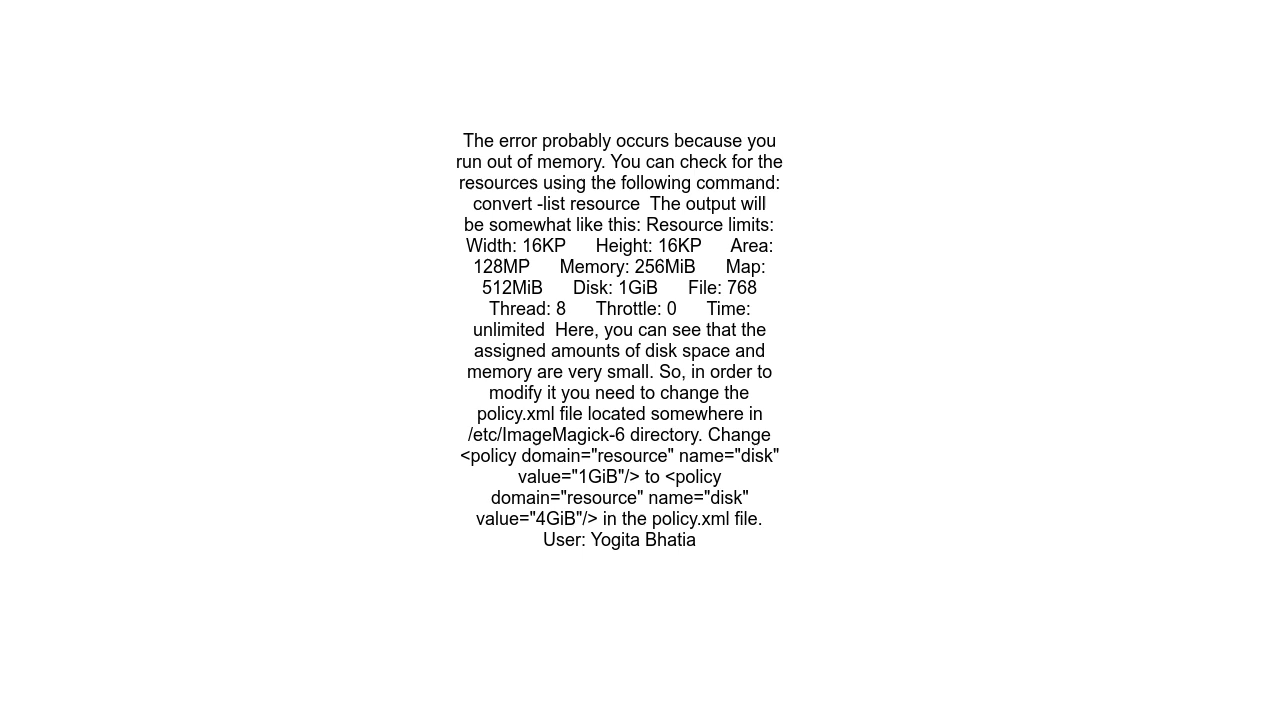 The error probably occurs because you
run out of memory. You can check for the
resources using the following command:
convert -list resource  The output will
be somewhat like this: Resource limits:
Width: 16KP      Height: 16KP      Area:
128MP      Memory: 256MiB      Map:
512MiB      Disk: 1GiB      File: 768
Thread: 8      Throttle: 0      Time:
unlimited  Here, you can see that the
assigned amounts of disk space and
memory are very small. So, in order to
modify it you need to change the
policy.xml file located somewhere in
/etc/ImageMagick-6 directory. Change
<policy domain="resource" name="disk"
value="1GiB"/> to <policy
domain="resource" name="disk"
value="4GiB"/> in the policy.xml file.
User: Yogita Bhatia